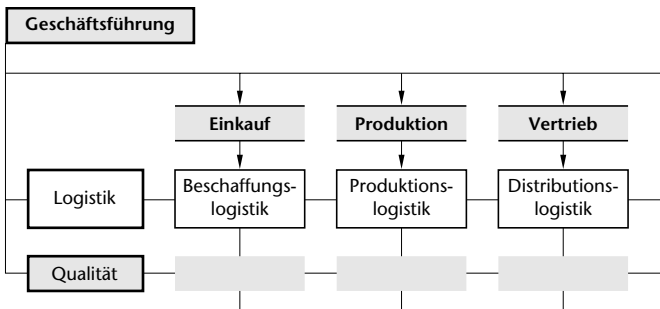 Geschäftsführung
Einkauf
Produktion
Vertrieb
Logistik
Beschaffungs-
logistik
Produktions-
logistik
Distributions-
logistik
Qualität